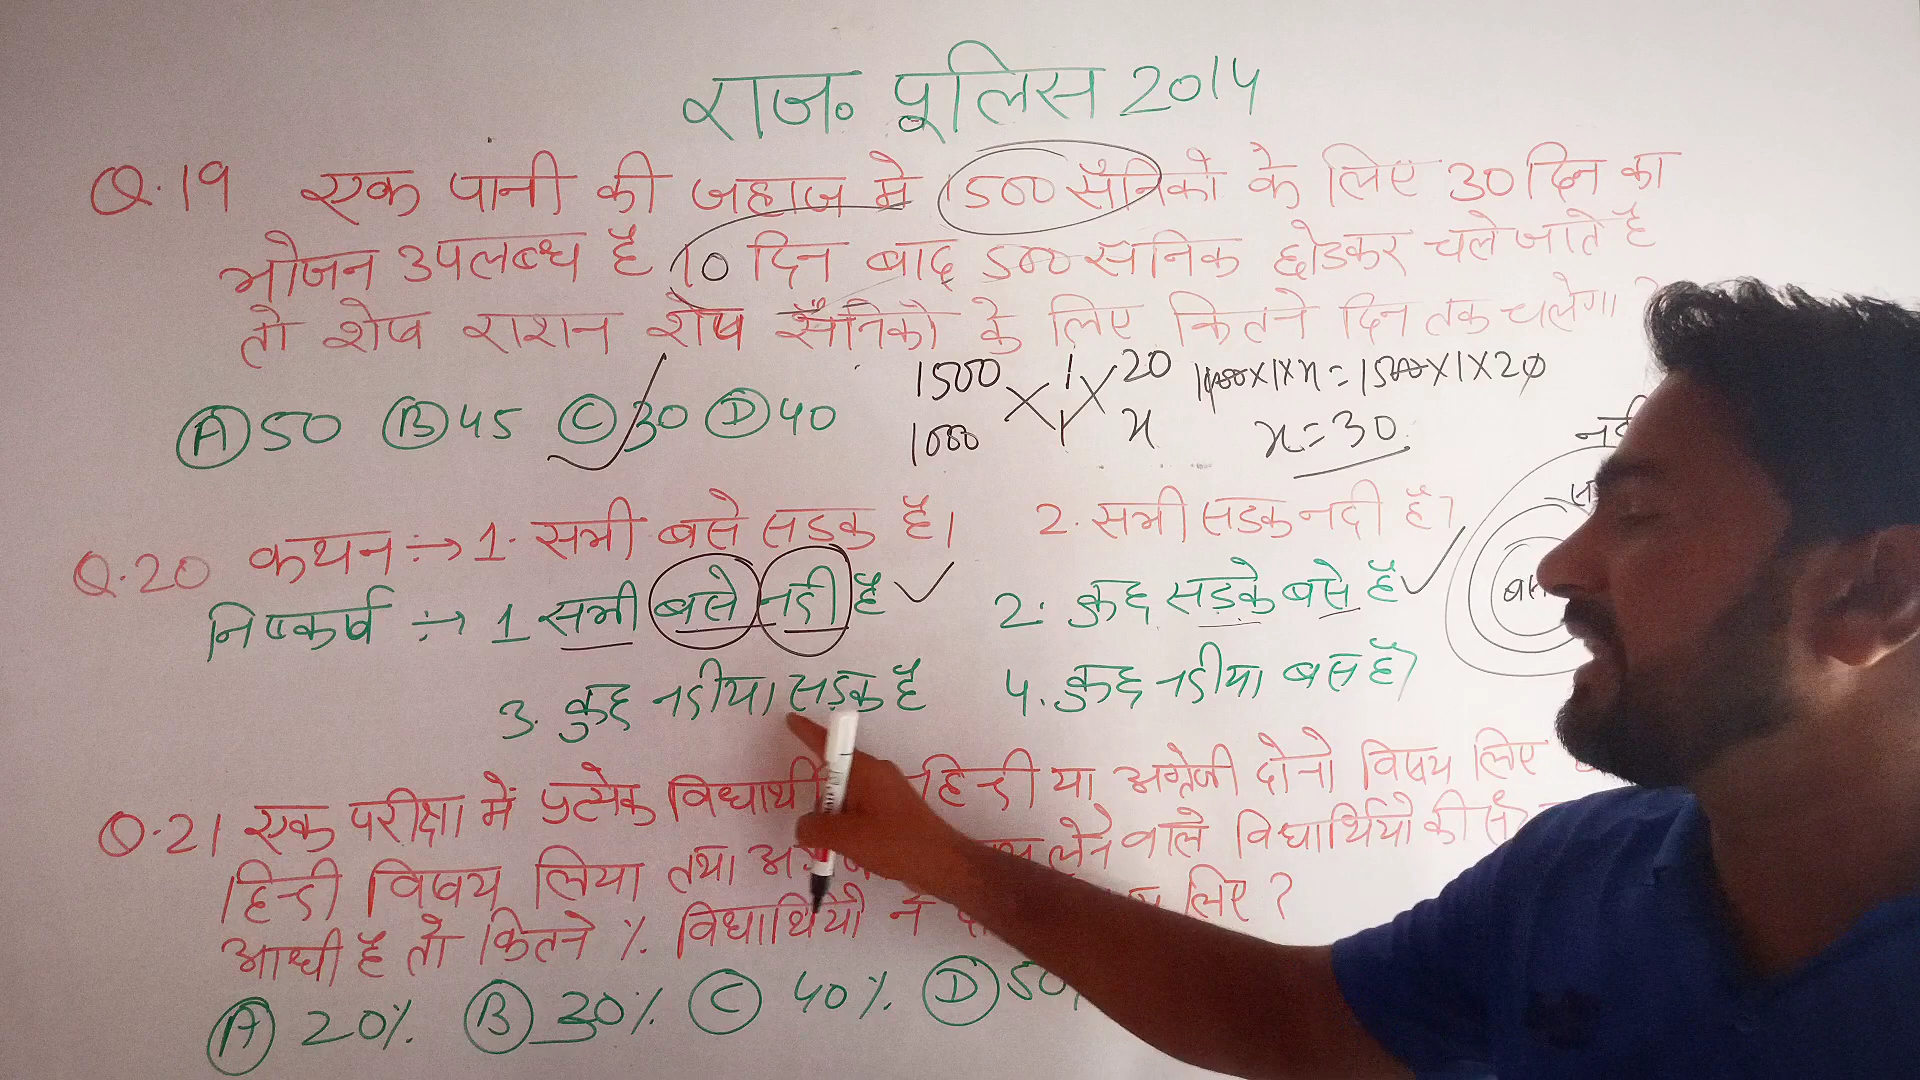 राज. पूलिस 2014
Q.19 एक पानी की जहाज मे 1500 सैनिको के लिए 30 दिन का
भोजन उपलब्ध है 10 दिन बाद 500 सैनिक छोडकर चले जाते है
तो शेष राशन शेष सैनिको के लिए कितने दिन तक चलेगा?
1500 1 20 1000×1×x = 1500×1×20
(A) 50 (B) 45 (C) 30 (D) 40
1000 1 x x = 30
Q.20 कथन :→ 1. सभी बसे सडक है। 2. सभी सडक नदी है।
निष्कर्ष :→ 1 सभी बसे नदी है 2. कुछ सड़के बसे है
3. कुछ नदीया सड़क है 4. कुछ नदीया बस है
Q.21 एक परीक्षा में प्रत्येक विद्यार्थी हिन्दी या अग्रेजी दोनो विषय लिए
हिन्दी विषय लिया तथा लेने वाले विद्यार्थियो की
आधी है तो कितने % विद्यार्थियो ने लिए?
(A) 20% (B) 30% (C) 40% (D) 50%